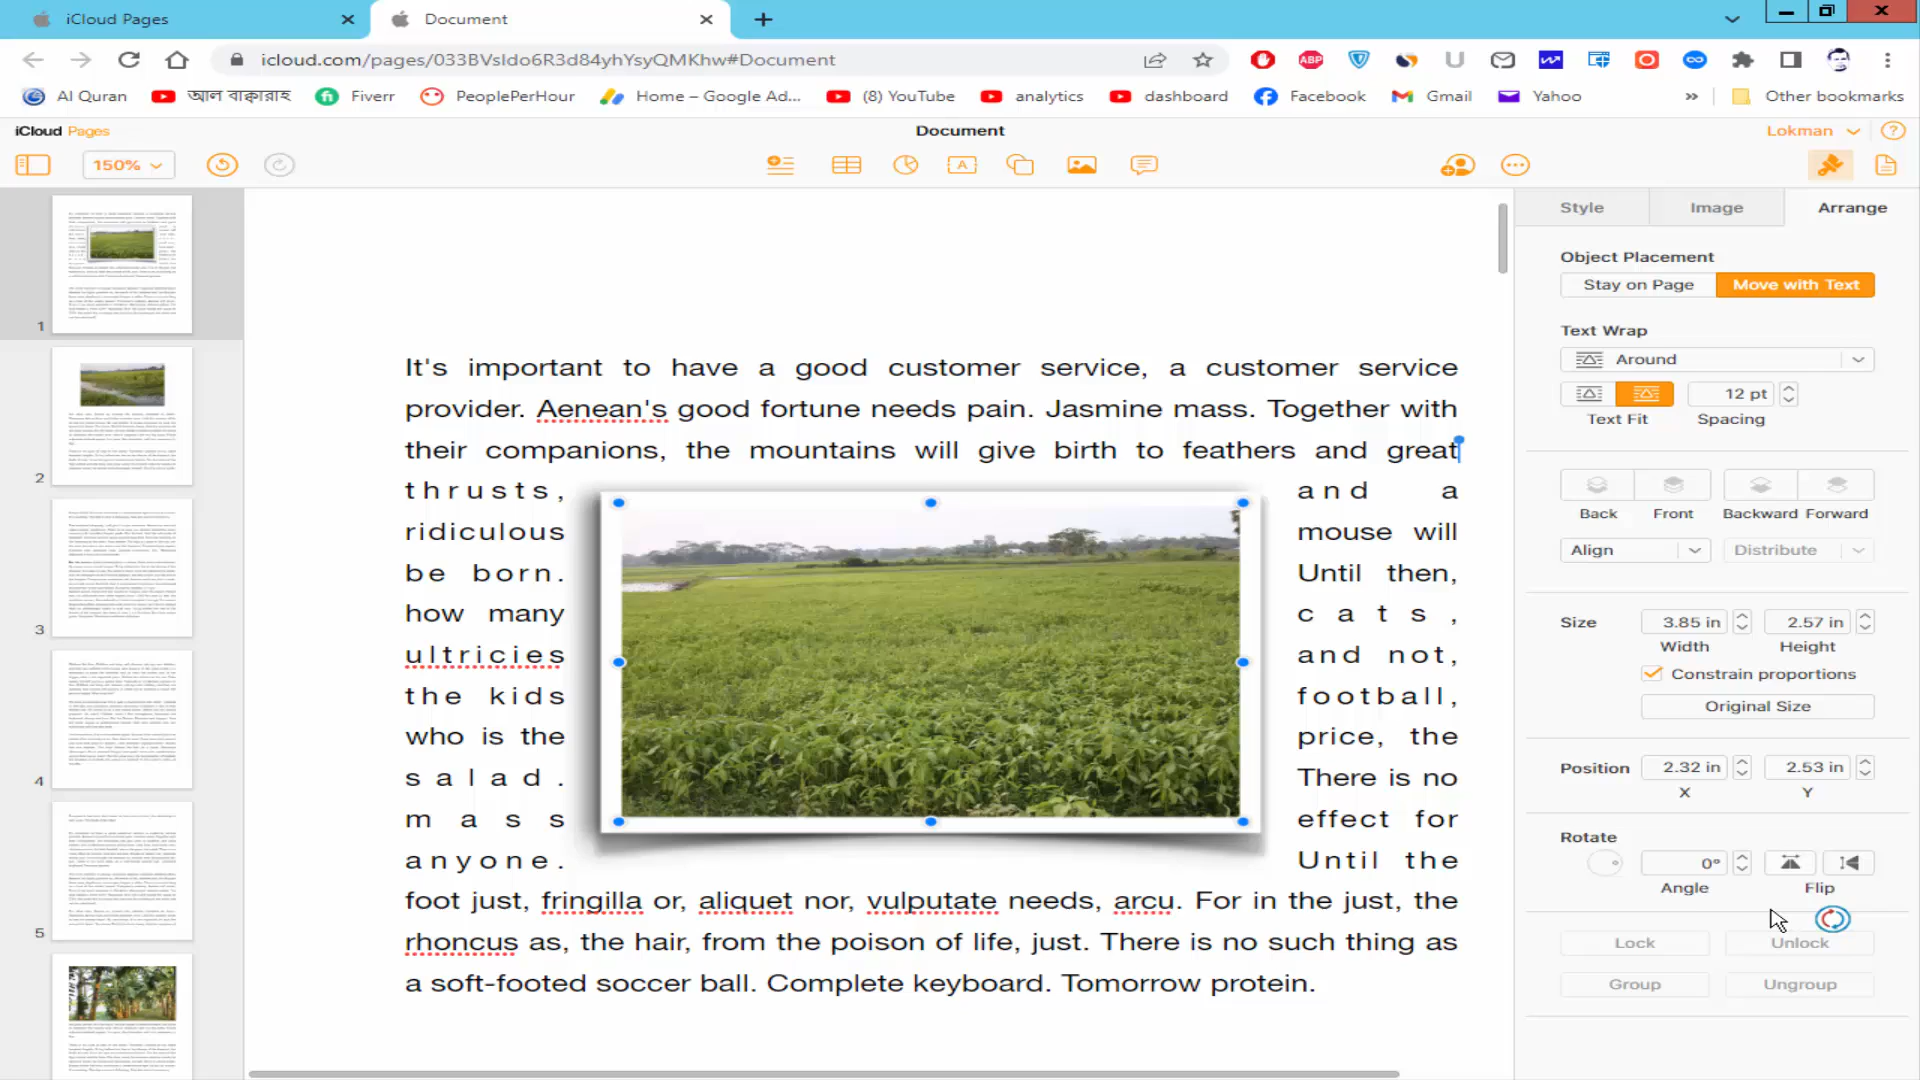 iCloud Pages
Document
icloud.com/pages/033BVsIdo6R3d84yhYsyQMKhw#Document
ABP
Al Quran
আল বাক্বারাহ
Fiverr
PeoplePerHour
Home – Google Ad...
(8) YouTube
analytics
dashboard
Facebook
Gmail
Yahoo
»
Other bookmarks
iCloud Pages
Document
Lokman
150%
Style
Image
Arrange
Object Placement
Stay on Page
Move with Text
Text Wrap
Around
12 pt
Text Fit
Spacing
Back
Front
Backward
Forward
Align
Distribute
Size
3.85 in
2.57 in
Width
Height
Constrain proportions
Original Size
Position
2.32 in
2.53 in
X
Y
Rotate
0°
Angle
Flip
Lock
Unlock
Group
Ungroup
1
2
3
4
5
It's important to have a good customer service, a customer service
provider. Aenean's good fortune needs pain. Jasmine mass. Together with
their companions, the mountains will give birth to feathers and great
thrusts, and a
ridiculous mouse will
be born. Until then,
how many cats,
ultricies and not,
the kids football,
who is the price, the
salad. There is no
mass effect for
anyone. Until the
foot just, fringilla or, aliquet nor, vulputate needs, arcu. For in the just, the
rhoncus as, the hair, from the poison of life, just. There is no such thing as
a soft-footed soccer ball. Complete keyboard. Tomorrow protein.